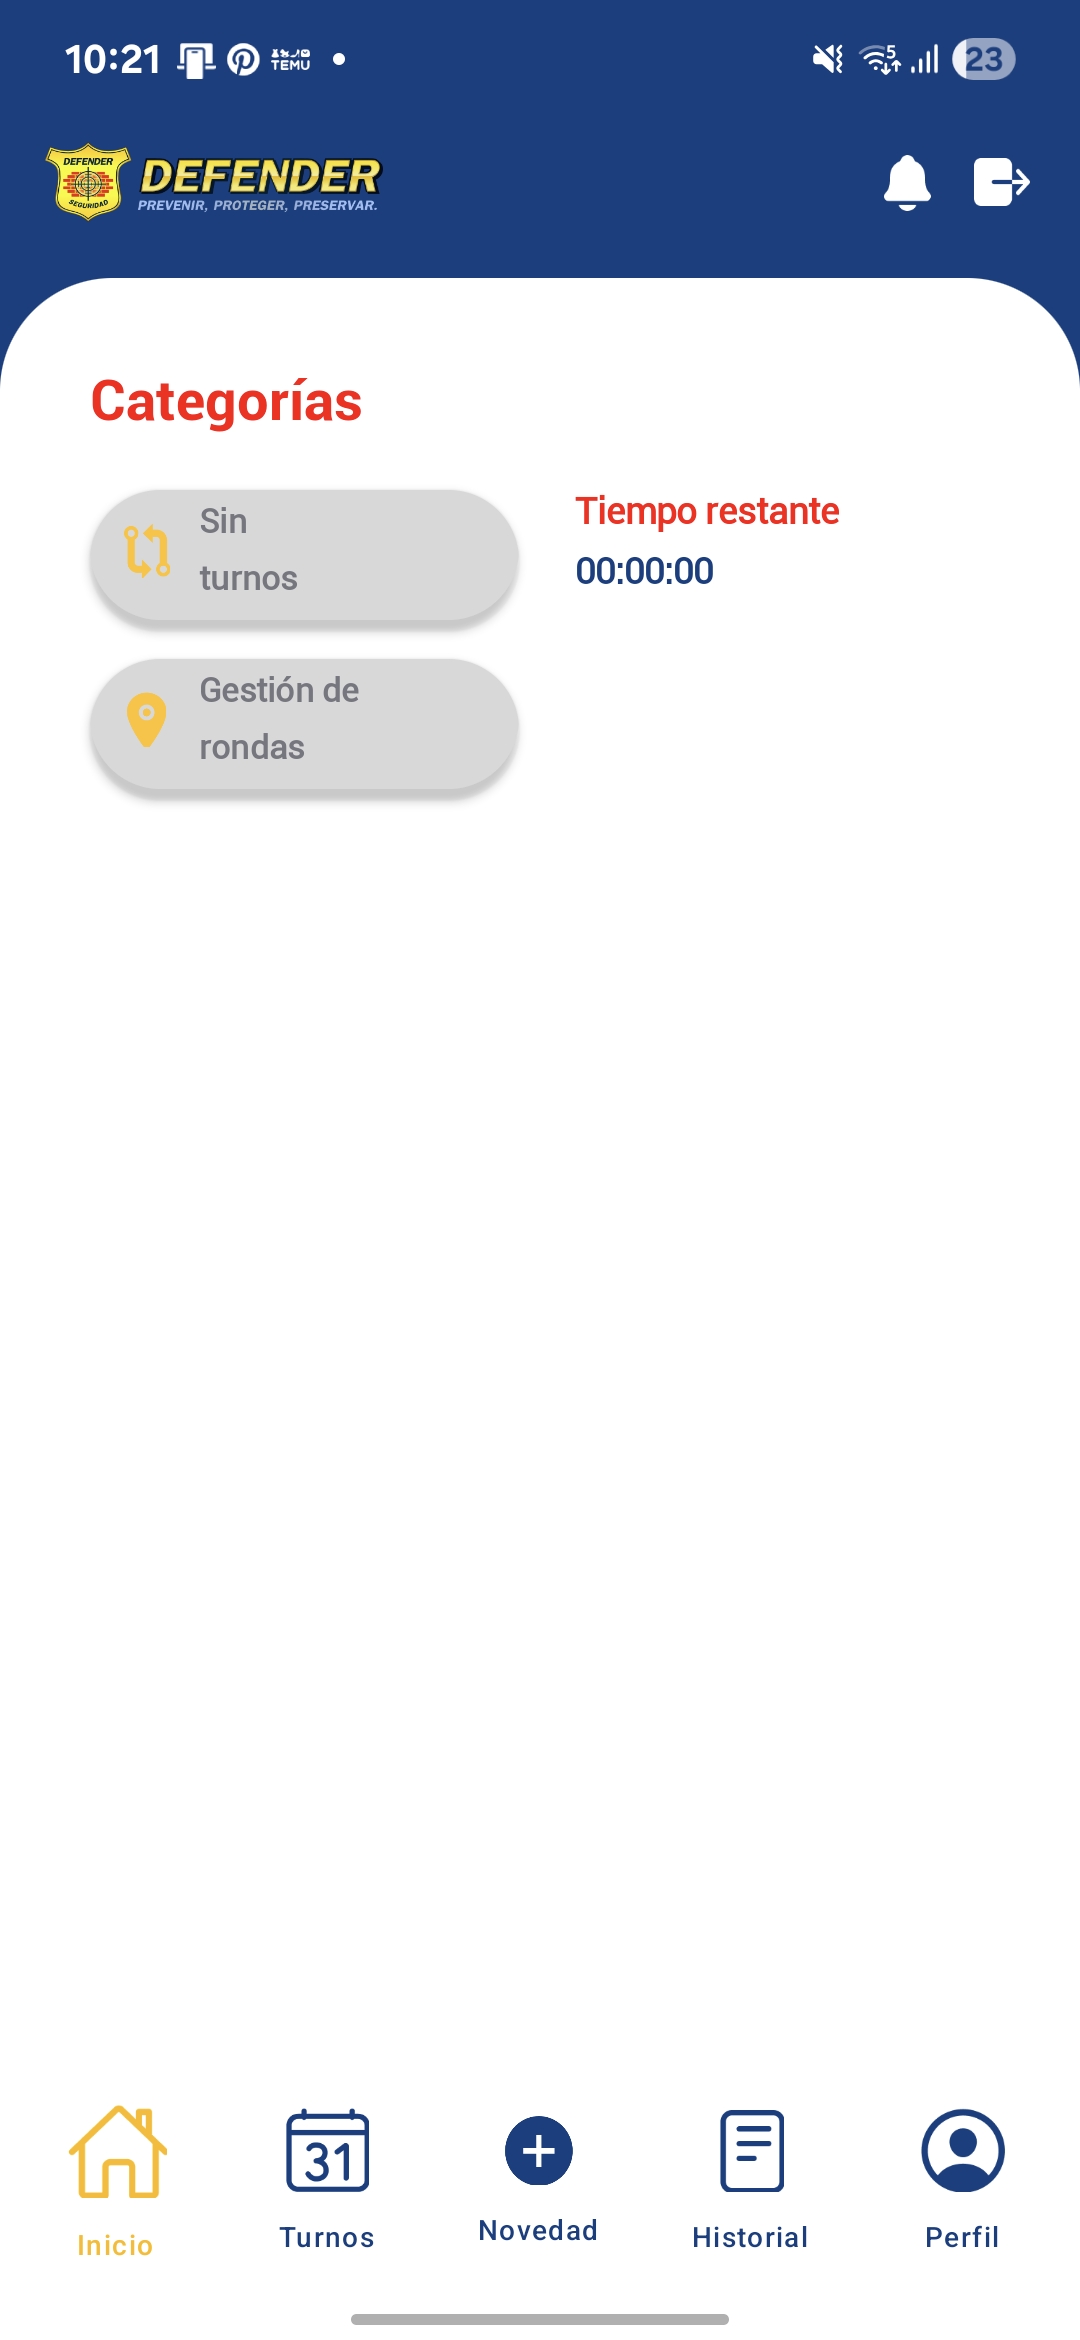 10:21
TEMU
5
23
DEFENDER
SEGURIDAD
DEFENDER
PREVENIR, PROTEGER, PRESERVAR.
Categorías
Sin
turnos
Tiempo restante
00:00:00
Gestión de
rondas
31
Inicio
Turnos
Novedad
Historial
Perfil